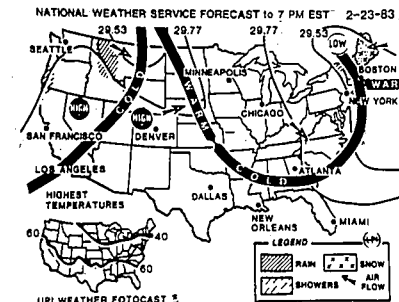 NATIONAL WEATHER SERVICE FORECAST to 7 PM EST 2-23-83
29.53 29.77 29.77 29.53
SEATTLE
LOW
BOSTON
MINNEAPOLIS
WAR
NEW YORK
COLD
WARM
HIGH
HIGH
CHICAGO
SAN FRANCISCO
DENVER
LOS ANGELES
COLD
ATLANTA
HIGHEST
TEMPERATURES
DALLAS
NEW
ORLEANS
MIAMI
60
40
60
LEGEND
RAIN
SNOW
SHOWERS
AIR
FLOW
UPI WEATHER FOTOCAST